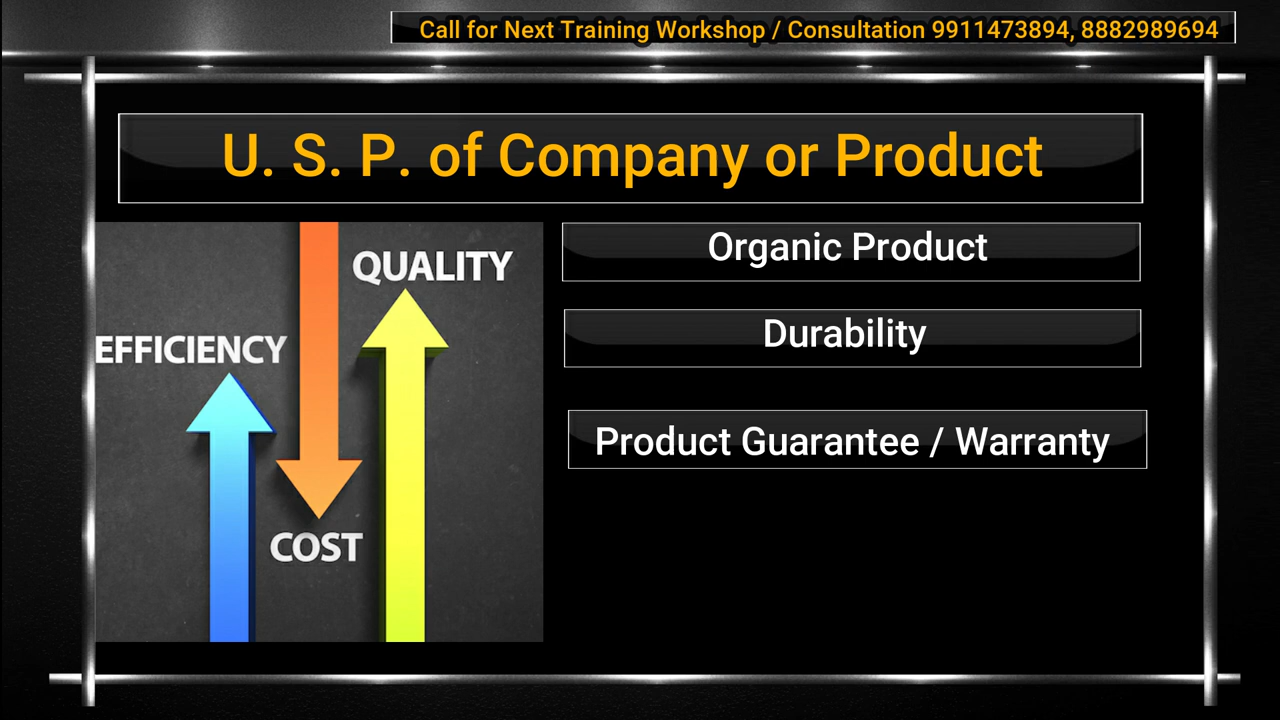 Call for Next Training Workshop / Consultation 9911473894, 8882989694
U. S. P. of Company or Product
QUALITY
EFFICIENCY
COST
Organic Product
Durability
Product Guarantee / Warranty